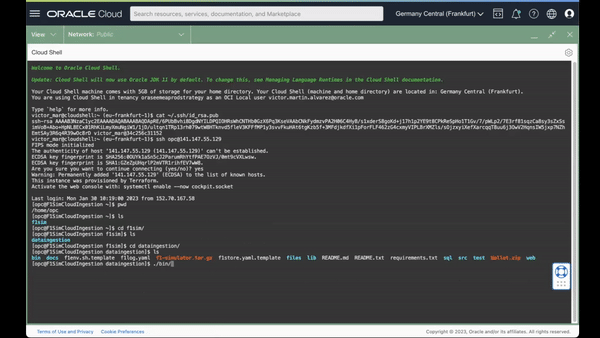 ORACLE Cloud
Search resources, services, documentation, and Marketplace
Germany Central (Frankfurt)
View
Network: Public
Cloud Shell
Welcome to Oracle Cloud Shell.
Update: Cloud Shell will now use Oracle JDK 11 by default. To change this, see Managing Language Runtimes in the Cloud Shell documentation.
Your Cloud Shell machine comes with 5GB of storage for your home directory. Your Cloud Shell (machine and home directory) are located in: Germany Central (Frankfurt).
You are using Cloud Shell in tenancy oraseemeaprodstrategy as an OCI Local user victor.martin.alvarez@oracle.com
Type `help` for more info.
victor_mar@cloudshell:~ (eu-frankfurt-1)$ cat ~/.ssh/id_rsa.pub
ssh-rsa
victor_mar@cloudshell:~ (eu-frankfurt-1)$ ssh opc@141.147.55.129
FIPS mode initialized
The authenticity of host '141.147.55.129 (141.147.55.129)' can't be established.
ECDSA key fingerprint is
ECDSA key fingerprint is
Are you sure you want to continue connecting (yes/no)? yes
Warning: Permanently added '141.147.55.129' (ECDSA) to the list of known hosts.
This instance was provisioned by Terraform.
Activate the web console with: systemctl enable --now cockpit.socket
Last login: Mon Jan 30 10:19:00 2023 from 152.70.167.58
[opc@F1SimCloudIngestion ~]$ pwd
/home/opc
[opc@F1SimCloudIngestion ~]$ ls
f1sim
[opc@F1SimCloudIngestion ~]$ cd f1sim/
[opc@F1SimCloudIngestion f1sim]$ ls
dataingestion
[opc@F1SimCloudIngestion f1sim]$ cd dataingestion/
[opc@F1SimCloudIngestion dataingestion]$ ls
bin docs f1env.sh.template f1log.yaml f1-simulator.tar.gz f1store.yaml.template files lib README.md README.txt requirements.txt sql src test Wallet.zip web
[opc@F1SimCloudIngestion dataingestion]$ ./bin/
Terms of Use and Privacy
Cookie Preferences
Copyright © 2023, Oracle and/or its affiliates. All rights reserved.